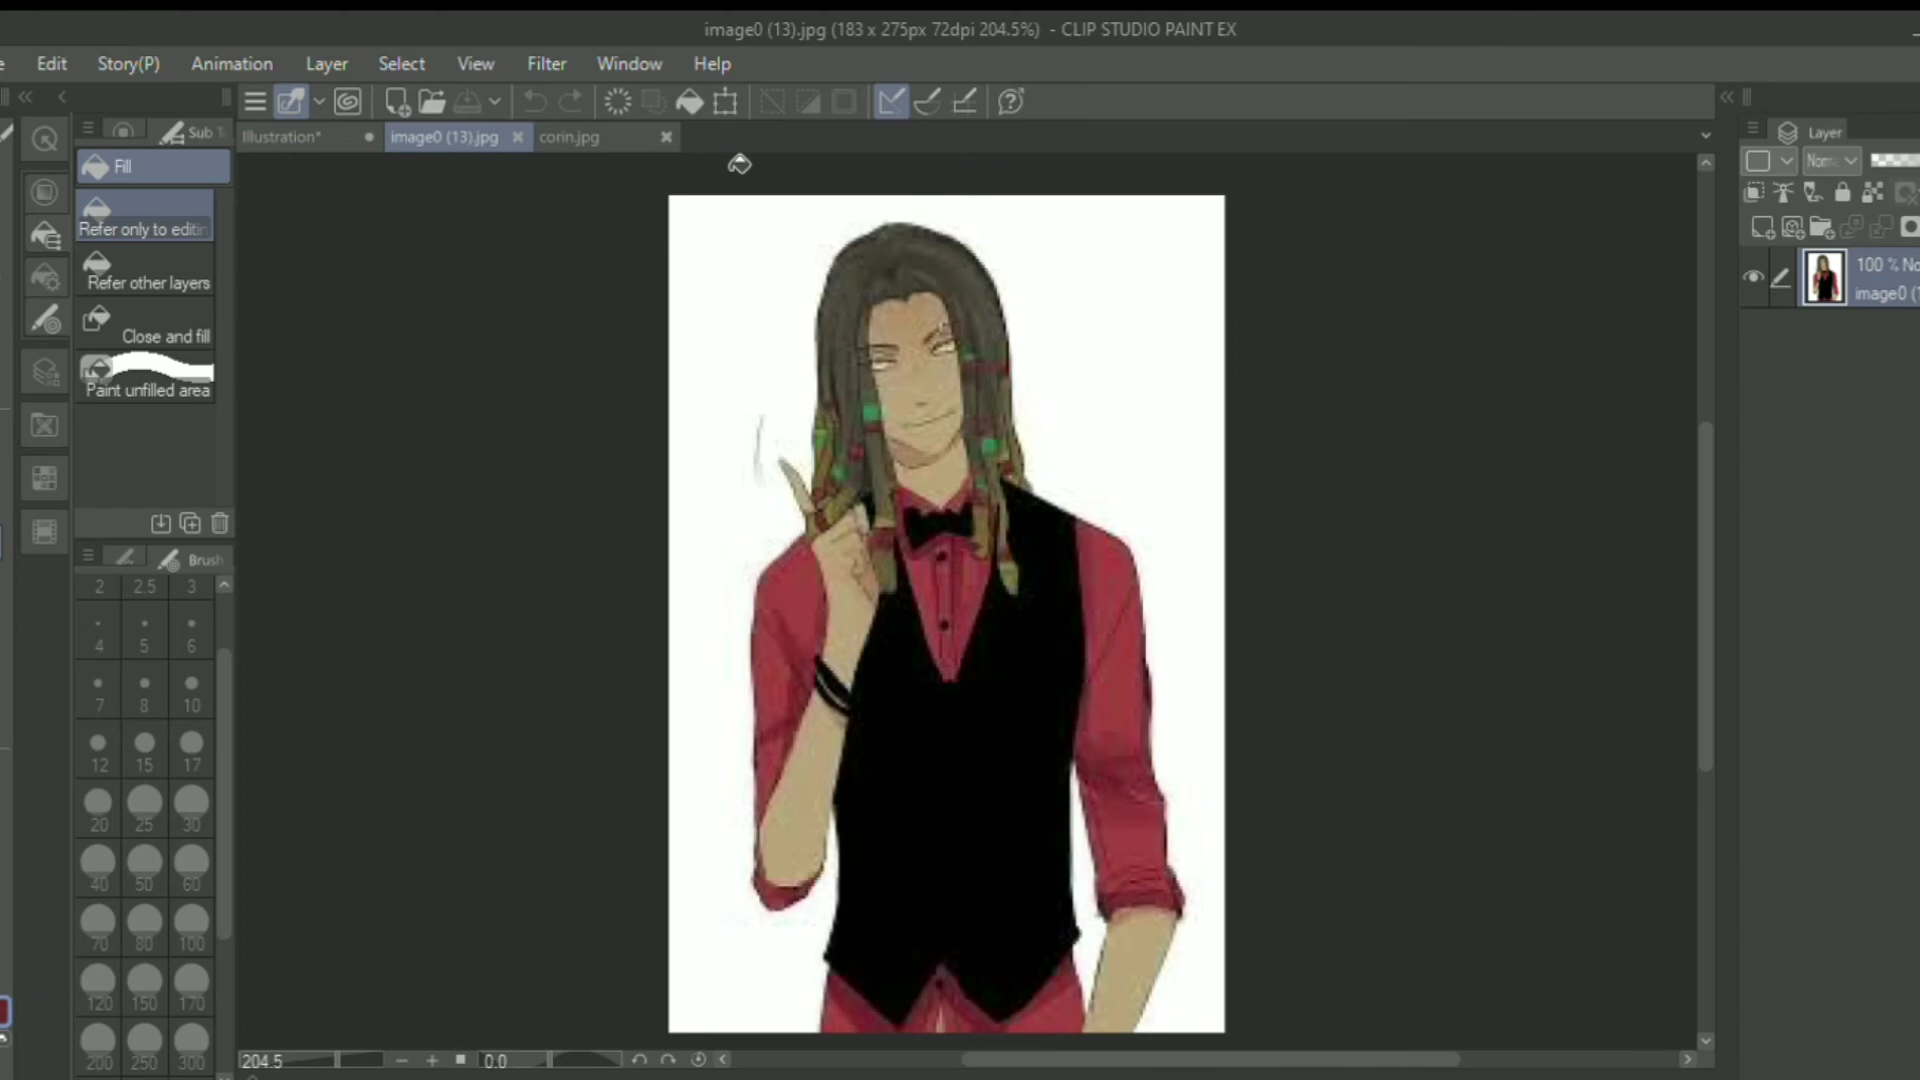 image0 (13).jpg (183 x 275px 72dpi 204.5%) - CLIP STUDIO PAINT EX
Edit Story(P) Animation Layer Select View Filter Window Help
Sub
Illustration* image0 (13).jpg corin.jpg
Layer
Fill
Norm
Refer only to editin
Refer other layers
100 % No
image0 (1
Close and fill
Paint unfilled area
Brush
2 2.5 3
4 5 6
7 8 10
12 15 17
20 25 30
40 50 60
70 80 100
120 150 170
200 250 300
204.5 0.0